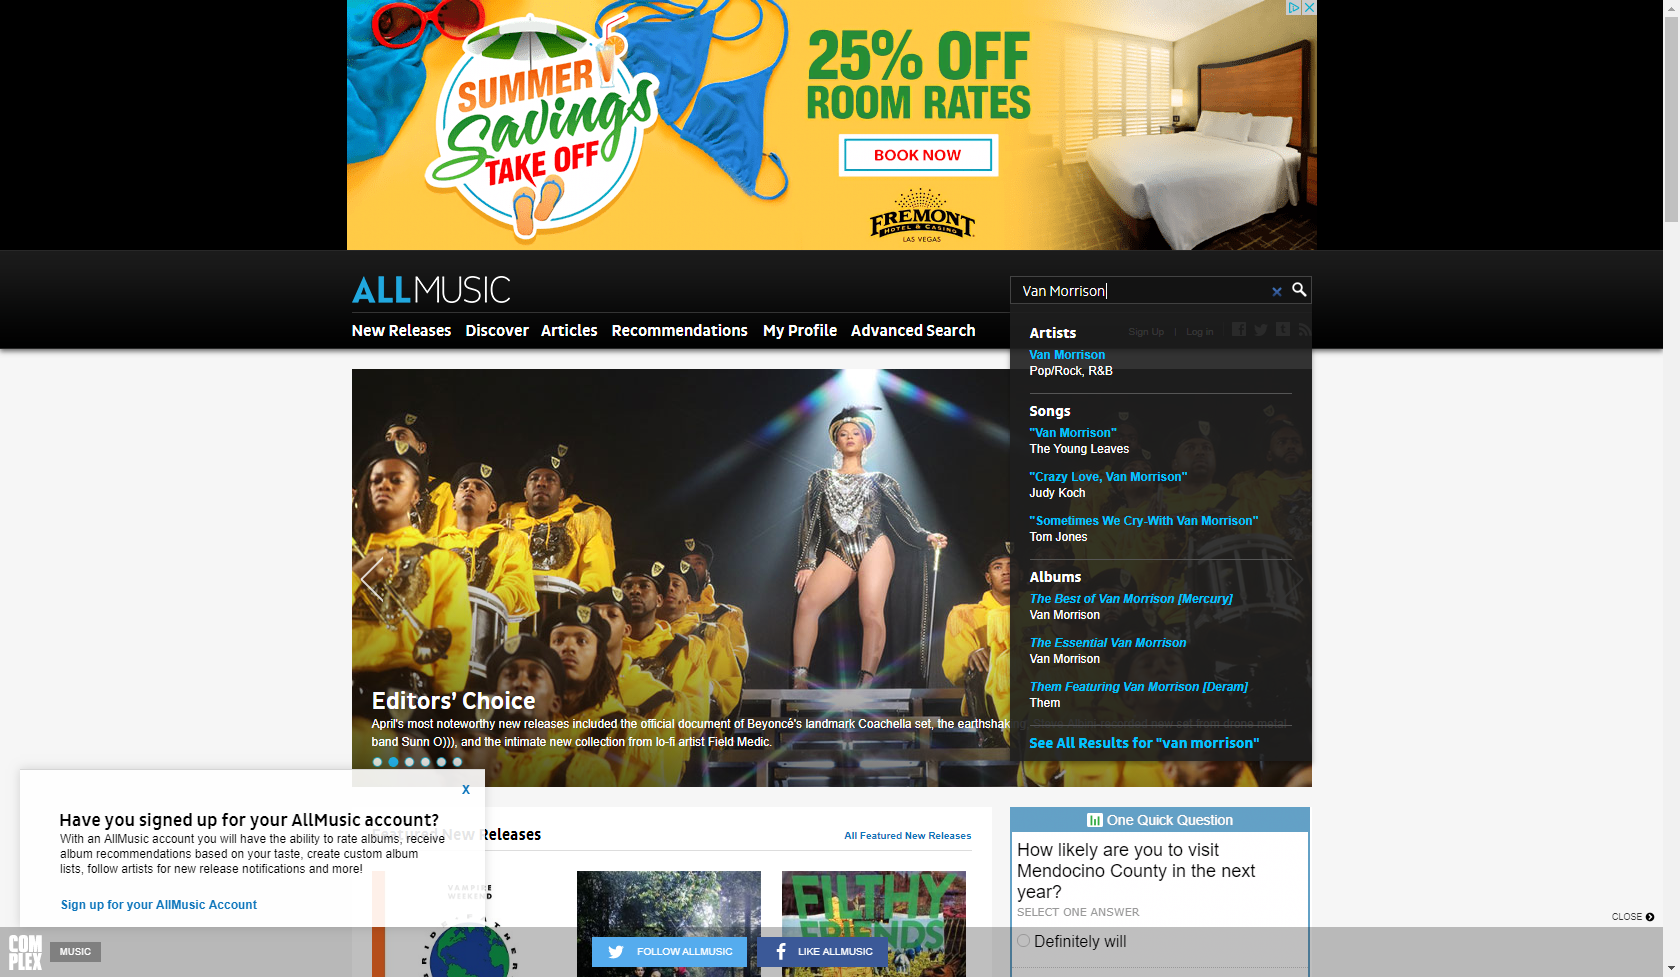 SUMMER
Savings
TAKE OFF
25% OFF
ROOM RATES
BOOK NOW
FREMONT
HOTEL & CASINO
LAS VEGAS
ALLMUSIC
Van Morrison
New Releases
Discover
Articles
Recommendations
My Profile
Advanced Search
Sign Up | Log in
Artists
Van Morrison
Pop/Rock, R&B
Songs
"Van Morrison"
The Young Leaves
"Crazy Love, Van Morrison"
Judy Koch
"Sometimes We Cry-With Van Morrison"
Tom Jones
Albums
The Best of Van Morrison [Mercury]
Van Morrison
The Essential Van Morrison
Van Morrison
Them Featuring Van Morrison [Deram]
Them
See All Results for "van morrison"
Editors' Choice
April's most noteworthy new releases included the official document of Beyoncé's landmark Coachella set, the earthshaking new set from drone metal
band Sunn O))), and the intimate new collection from lo-fi artist Field Medic.
X
Have you signed up for your AllMusic account?
With an AllMusic account you will have the ability to rate albums, receive
album recommendations based on your taste, create custom album
lists, follow artists for new release notifications and more!
Sign up for your AllMusic Account
Featured New Releases
All Featured New Releases
VAMPIRE
WEEKEND
FILTHY
FRIENDS
One Quick Question
How likely are you to visit
Mendocino County in the next
year?
SELECT ONE ANSWER
Definitely will
CLOSE
COMPLEX
MUSIC
FOLLOW ALLMUSIC
LIKE ALLMUSIC